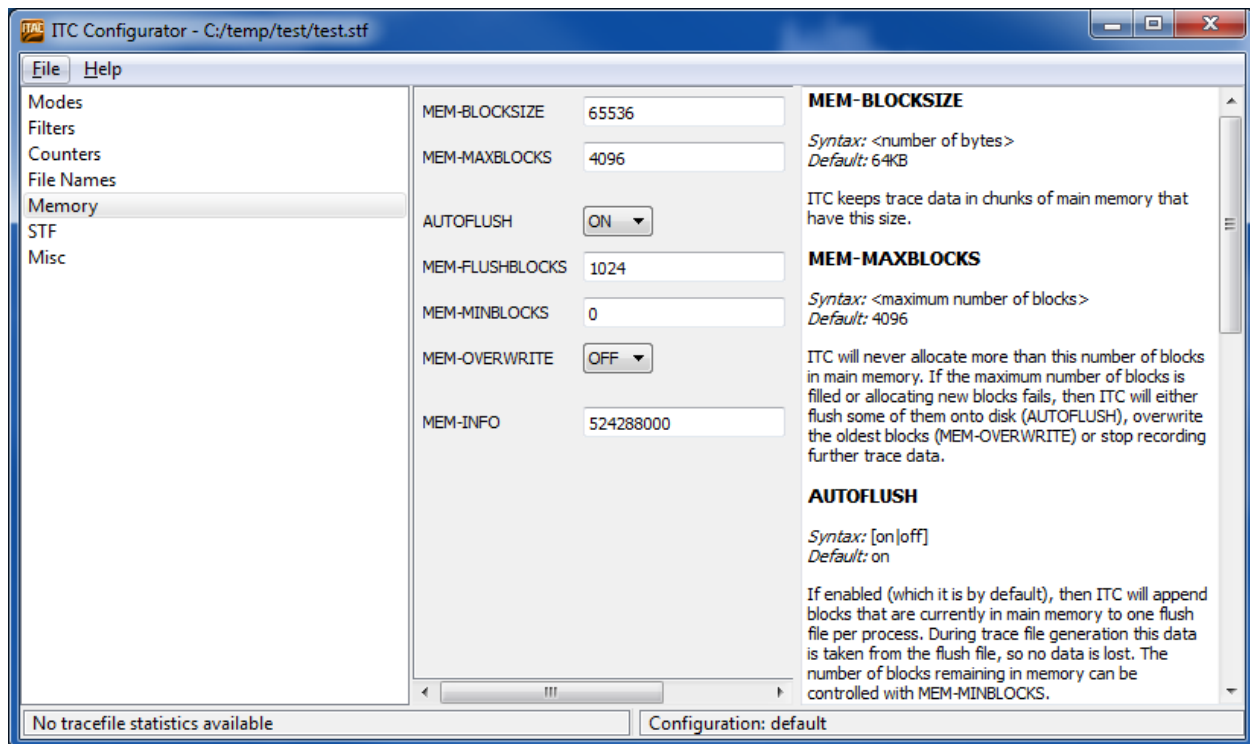 ITAC ITC Configurator - C:/temp/test/test.stf
File Help
Modes
Filters
Counters
File Names
Memory
STF
Misc
MEM-BLOCKSIZE 65536
MEM-MAXBLOCKS 4096
AUTOFLUSH ON
MEM-FLUSHBLOCKS 1024
MEM-MINBLOCKS 0
MEM-OVERWRITE OFF
MEM-INFO 524288000
MEM-BLOCKSIZE
Syntax: <number of bytes>
Default: 64KB
ITC keeps trace data in chunks of main memory that
have this size.
MEM-MAXBLOCKS
Syntax: <maximum number of blocks>
Default: 4096
ITC will never allocate more than this number of blocks
in main memory. If the maximum number of blocks is
filled or allocating new blocks fails, then ITC will either
flush some of them onto disk (AUTOFLUSH), overwrite
the oldest blocks (MEM-OVERWRITE) or stop recording
further trace data.
AUTOFLUSH
Syntax: [on|off]
Default: on
If enabled (which it is by default), then ITC will append
blocks that are currently in main memory to one flush
file per process. During trace file generation this data
is taken from the flush file, so no data is lost. The
number of blocks remaining in memory can be
controlled with MEM-MINBLOCKS.
No tracefile statistics available
Configuration: default